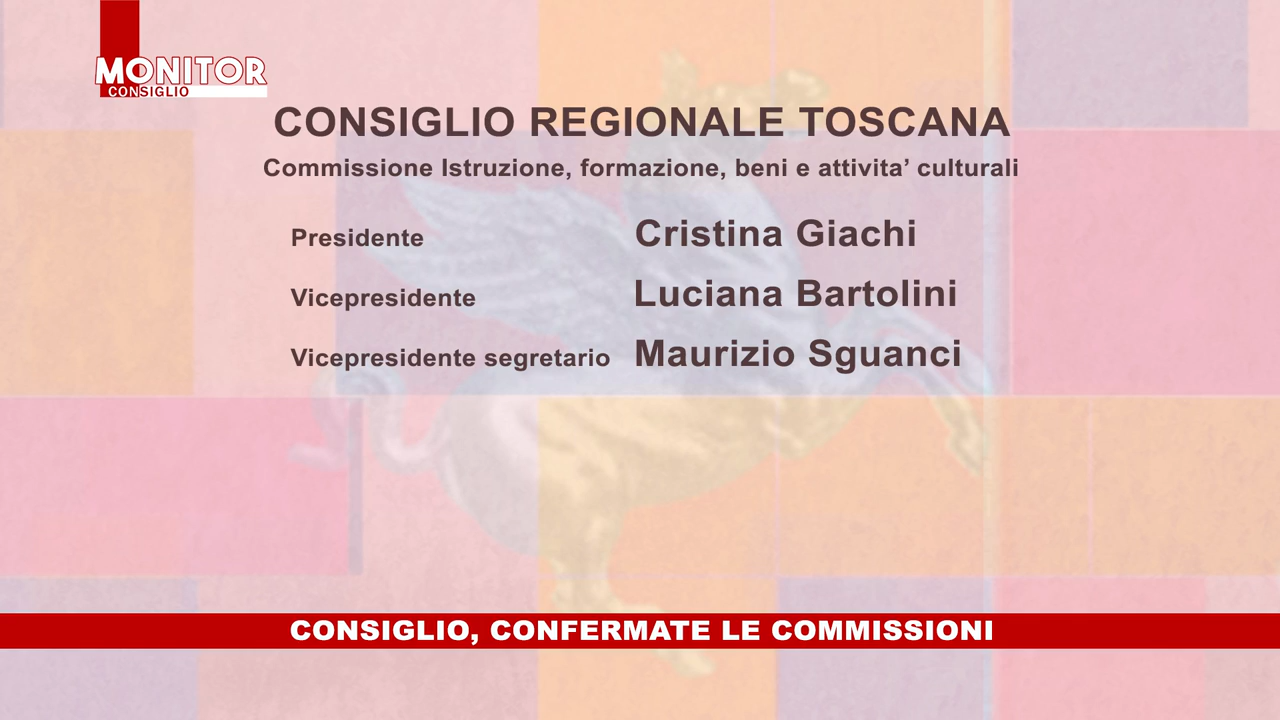 MONITOR
CONSIGLIO
CONSIGLIO REGIONALE TOSCANA
Commissione Istruzione, formazione, beni e attivita’ culturali
Presidente Cristina Giachi
Vicepresidente Luciana Bartolini
Vicepresidente segretario Maurizio Sguanci
CONSIGLIO, CONFERMATE LE COMMISSIONI